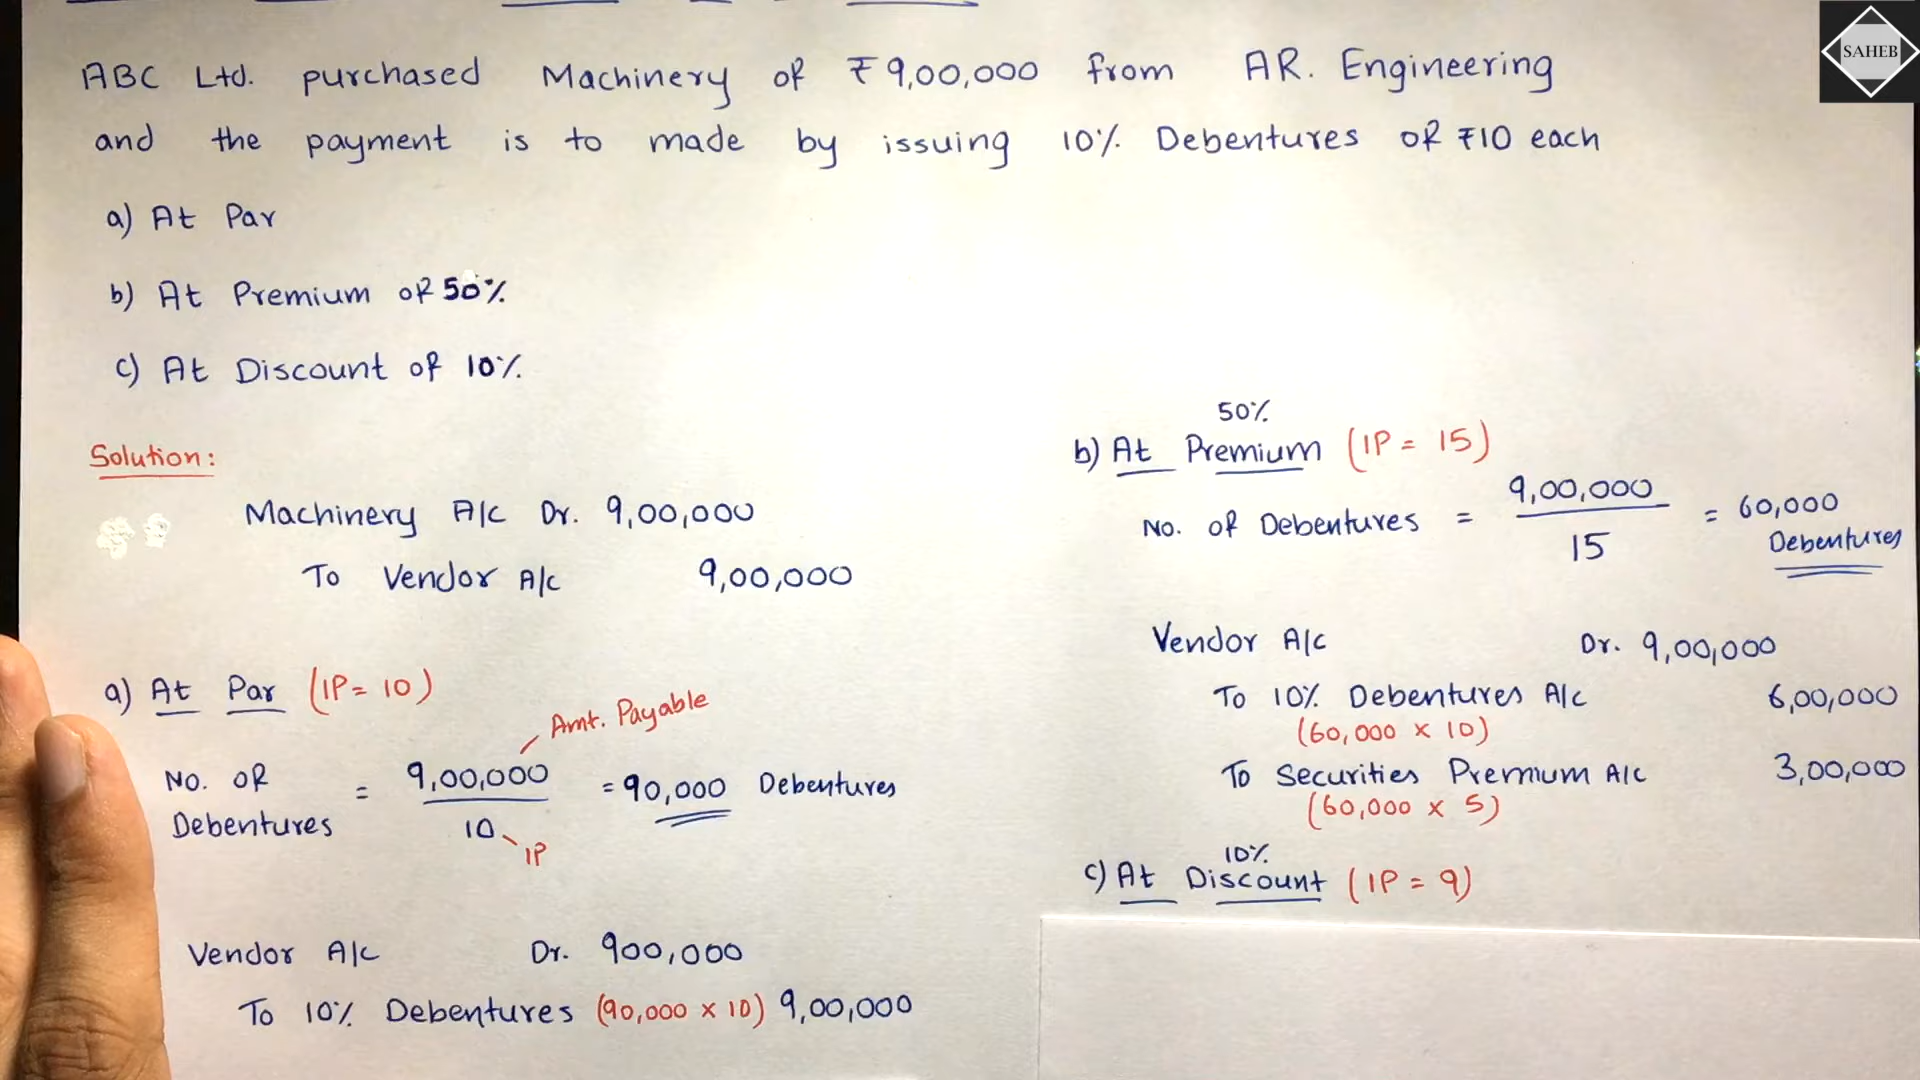 SAHEB
ABC Ltd. purchased Machinery of ₹9,00,000 from AR. Engineering
and the payment is to made by issuing 10% Debentures of ₹10 each
a) At Par
b) At Premium of 50%
c) At Discount of 10%
Solution:
Machinery A/c Dr. 9,00,000
To Vendor A/c 9,00,000
a) At Par (IP = 10)
Amt. Payable
No. of
Debentures = 9,00,000 / 10 = 90,000 Debentures
IP
Vendor A/c Dr. 900,000
To 10% Debentures (90,000 x 10) 9,00,000
50%
b) At Premium (IP = 15)
No. of Debentures = 9,00,000 / 15 = 60,000
Debentures
Vendor A/c Dr. 9,00,000
To 10% Debentures A/c 6,00,000
(60,000 x 10)
To Securities Premium A/c 3,00,000
(60,000 x 5)
10%
c) At Discount (IP = 9)